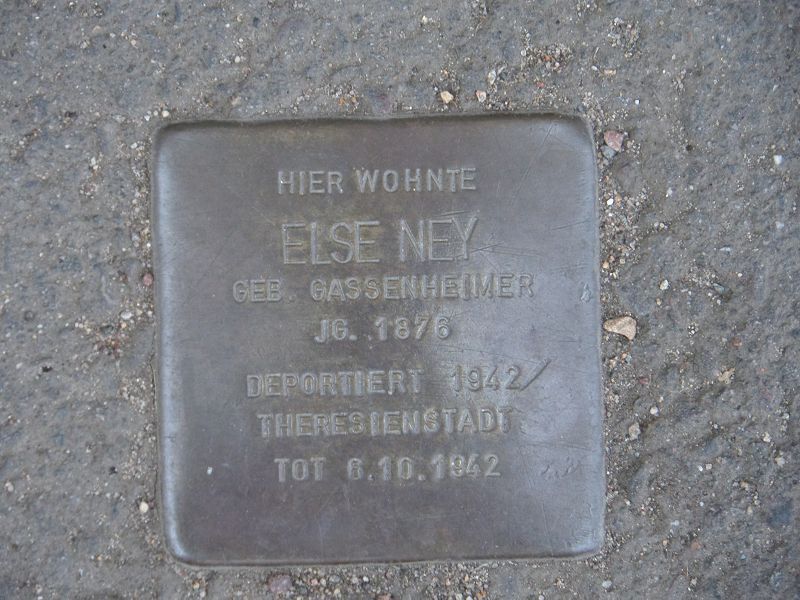 HIER WOHNTE
ELSE NEY
GEB. GASSENHEIMER
JG. 1876
DEPORTIERT 1942
THERESIENSTADT
TOT 6.10.1942